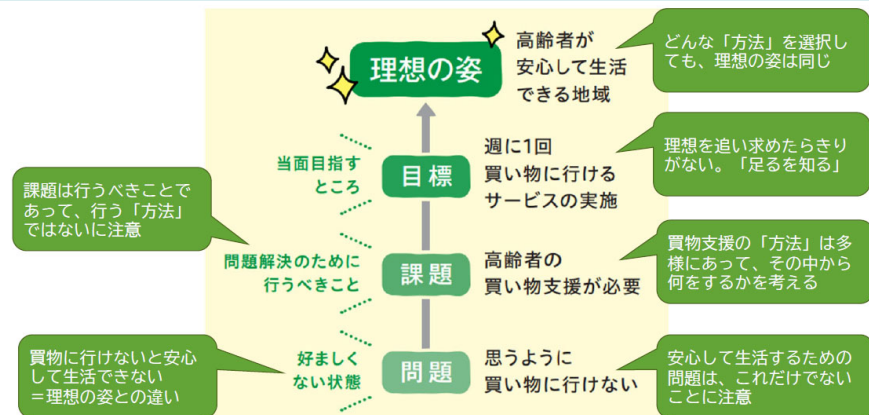 理想の姿
高齢者が
安心して生活
できる地域
どんな「方法」を選択し
ても、理想の姿は同じ
当面目指す
ところ
目標
週に1回
買い物に行ける
サービスの実施
理想を追い求めたらきり
がない。「足るを知る」
課題は行うべきことで
あって、行う「方法」
ではないに注意
問題解決のために
行うべきこと
課題
高齢者の
買い物支援が必要
買物支援の「方法」は多
様にあって、その中から
何をするかを考える
買物に行けないと安心
して生活できない
＝理想の姿との違い
好ましく
ない状態
問題
思うように
買い物に行けない
安心して生活するための
問題は、これだけでない
ことに注意